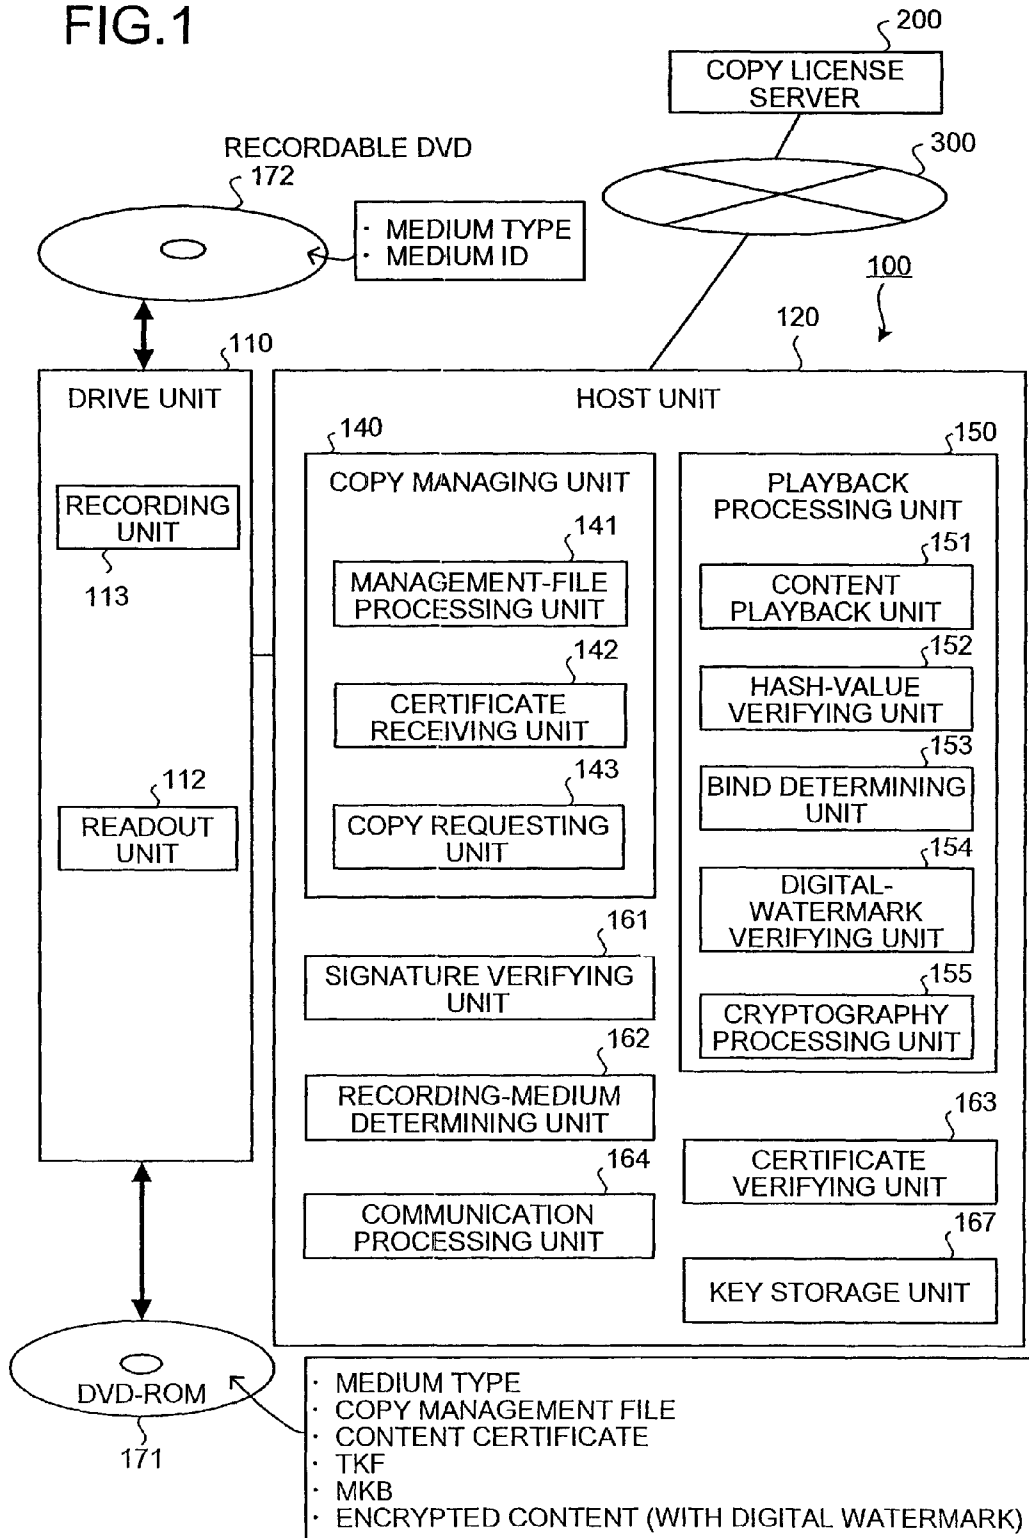 FIG.1
200
COPY LICENSE
SERVER
300
RECORDABLE DVD
172
· MEDIUM TYPE
· MEDIUM ID
100
120
110
DRIVE UNIT
HOST UNIT
140
COPY MANAGING UNIT
150
PLAYBACK
PROCESSING UNIT
RECORDING
UNIT
113
141
MANAGEMENT-FILE
PROCESSING UNIT
151
CONTENT
PLAYBACK UNIT
142
CERTIFICATE
RECEIVING UNIT
152
HASH-VALUE
VERIFYING UNIT
112
READOUT
UNIT
143
COPY REQUESTING
UNIT
153
BIND DETERMINING
UNIT
154
DIGITAL-
WATERMARK
VERIFYING UNIT
161
SIGNATURE VERIFYING
UNIT
155
CRYPTOGRAPHY
PROCESSING UNIT
162
RECORDING-MEDIUM
DETERMINING UNIT
163
CERTIFICATE
VERIFYING UNIT
164
COMMUNICATION
PROCESSING UNIT
167
KEY STORAGE UNIT
DVD-ROM
171
· MEDIUM TYPE
· COPY MANAGEMENT FILE
· CONTENT CERTIFICATE
· TKF
· MKB
· ENCRYPTED CONTENT (WITH DIGITAL WATERMARK)